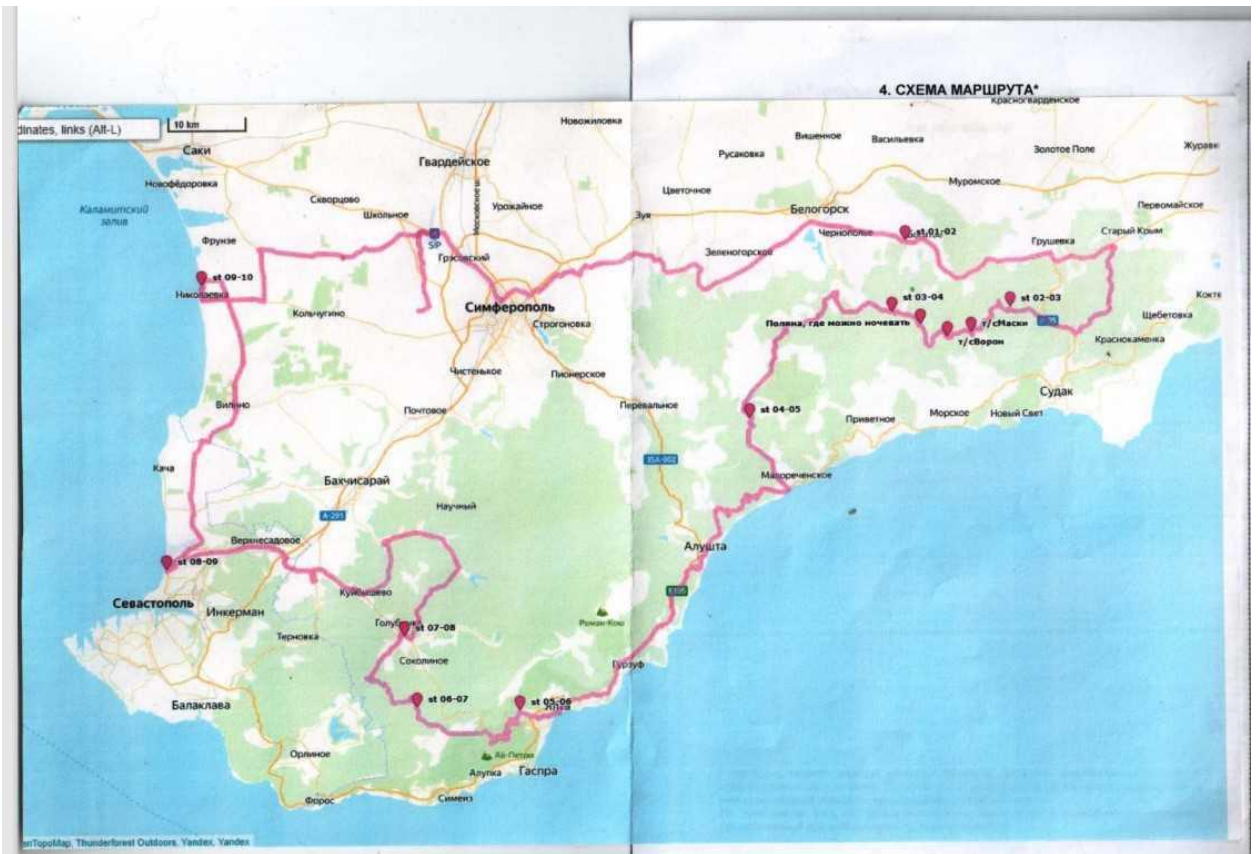 4. СХЕМА МАРШРУТА*
Красногвардейское
dinates, links (Alt-L)
10 km
Новожиловка
Вишенное
Васильевка
Золотое Поле
Саки
Гвардейское
Русаковка
Новофёдоровка
Цветочное
Муромское
Каламитский
залив
Скворцово
Школьное
Урожайное
Московское ш.
Зуя
Белогорск
Первомайское
Фрунзе
SIP
Грэсовский
Зеленогорское
Чернополье
st 01-02
Грушевка
Старый Крым
st 09-10
Николаевка
Кольчугино
Симферополь
Строгоновка
st 03-04
st 02-03
Поляна, где можно ночевать
т/сМаски
т/сВорон
Щебетовка
Краснокаменка
Чистенькое
Пионерское
Судак
Вилино
Почтовое
Перевальное
st 04-05
Приветное
Морское
Новый Свет
Кача
Бахчисарай
Малореченское
Научный
A-291
Верхнесадовое
Алушта
st 08-09
Севастополь
Инкерман
Куйбышево
E105
Терновка
st 07-08
Роман-Кош
Соколиное
Гурзуф
Балаклава
st 06-07
st 05-06
Ялта
Орлиное
Ай-Петри
Алупка
Гаспра
Форос
Симеиз
enTopoMap, Thunderforest Outdoors, Yandex, Yandex